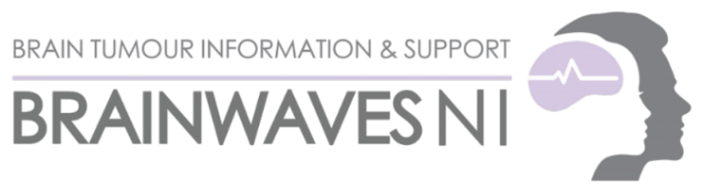 BRAIN TUMOUR INFORMATION & SUPPORT
BRAINWAVES NI